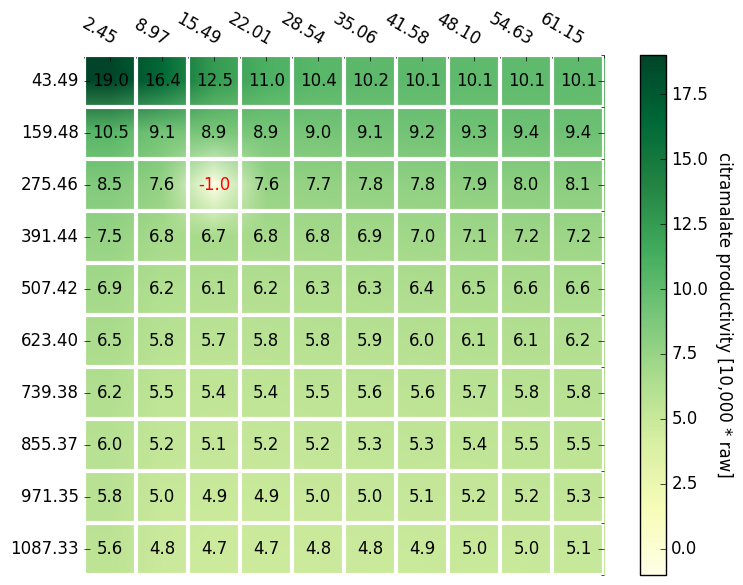 2.45 8.97 15.49 22.01 28.54 35.06 41.58 48.10 54.63 61.15
43.49 19.0 16.4 12.5 11.0 10.4 10.2 10.1 10.1 10.1 10.1
159.48 10.5 9.1 8.9 8.9 9.0 9.1 9.2 9.3 9.4 9.4
275.46 8.5 7.6 -1.0 7.6 7.7 7.8 7.8 7.9 8.0 8.1
391.44 7.5 6.8 6.7 6.8 6.8 6.9 7.0 7.1 7.2 7.2
507.42 6.9 6.2 6.1 6.2 6.3 6.3 6.4 6.5 6.6 6.6
623.40 6.5 5.8 5.7 5.8 5.8 5.9 6.0 6.1 6.1 6.2
739.38 6.2 5.5 5.4 5.4 5.5 5.6 5.6 5.7 5.8 5.8
855.37 6.0 5.2 5.1 5.2 5.2 5.3 5.3 5.4 5.5 5.5
971.35 5.8 5.0 4.9 4.9 5.0 5.0 5.1 5.2 5.2 5.3
1087.33 5.6 4.8 4.7 4.7 4.8 4.8 4.9 5.0 5.0 5.1
17.5
15.0
12.5
10.0
7.5
5.0
2.5
0.0
citramalate productivity [10,000 * raw]